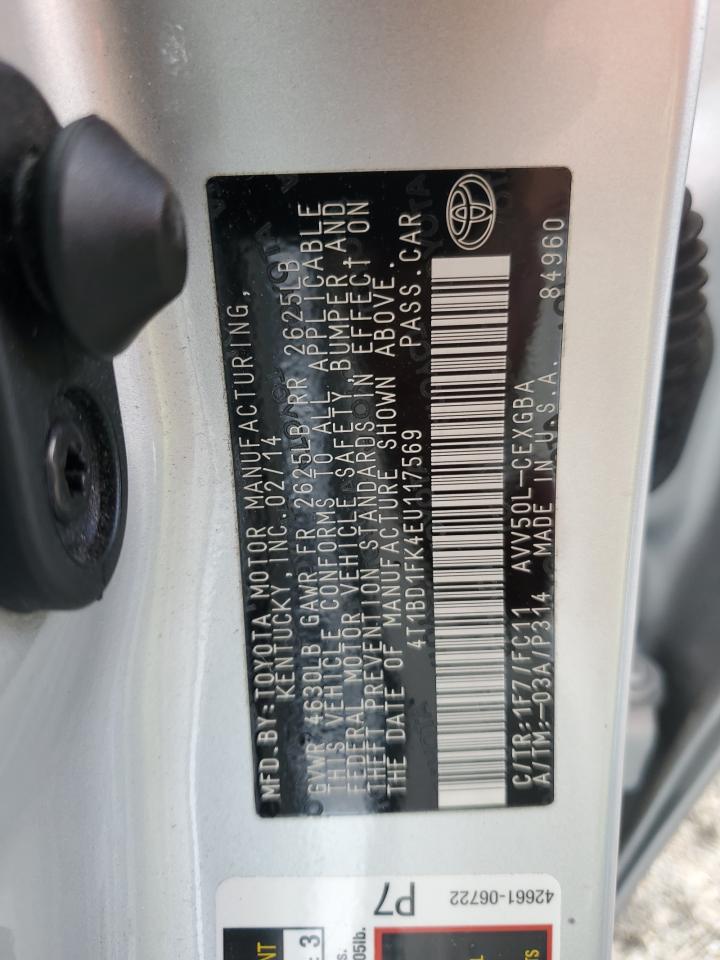 MFD.BY:TOYOTA MOTOR MANUFACTURING,
KENTUCKY, INC.02/14
GVWR 4630LB GAWR FR 2625LB RR 2625LB
THIS VEHICLE CONFORMS TO ALL APPLICABLE
FEDERAL MOTOR VEHICLE SAFETY, BUMPER, AND
THEFT PREVENTION STANDARDS IN EFFECT ON
THE DATE OF MANUFACTURE SHOWN ABOVE.
4T1BD1FK4EU117569 PASS.CAR
C/TR:1F7/FC11 AVV50L-CEXGBA
A/TM:-03A/P314 MADE IN U.S.A. 84960
42661-06722
P7
3